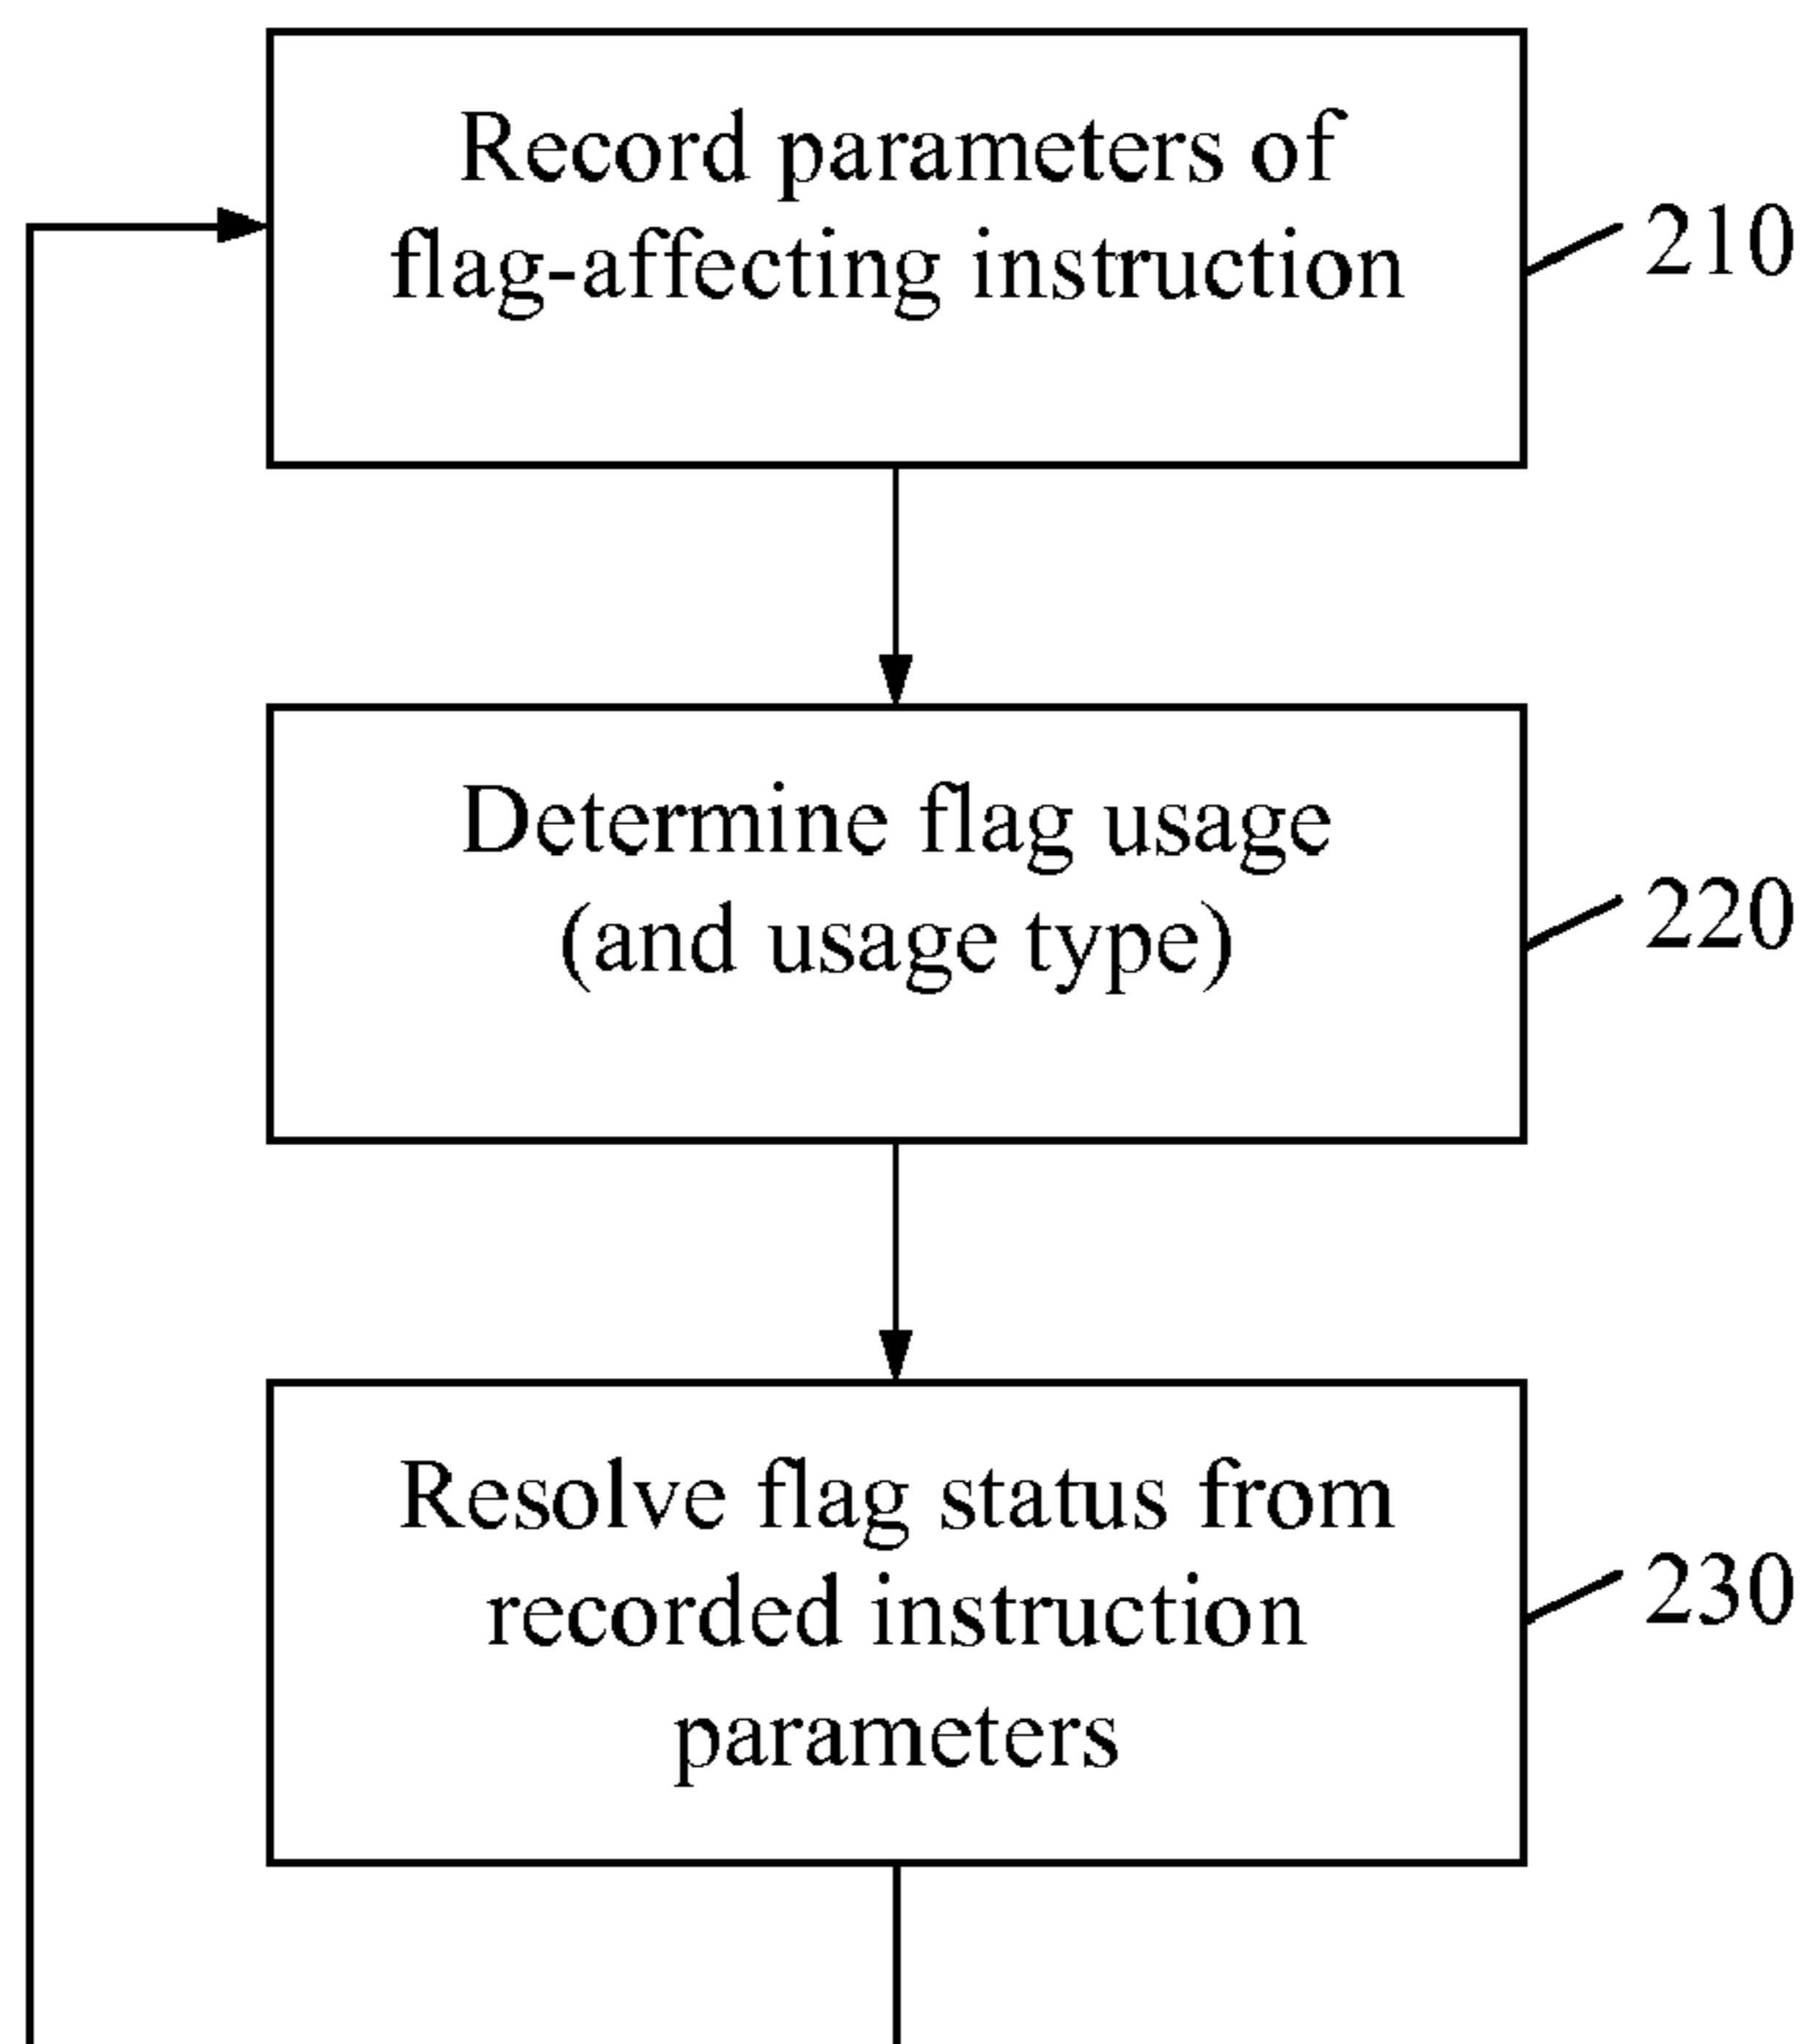 Record parameters of
flag-affecting instruction
210
Determine flag usage
(and usage type)
220
Resolve flag status from
recorded instruction
parameters
230